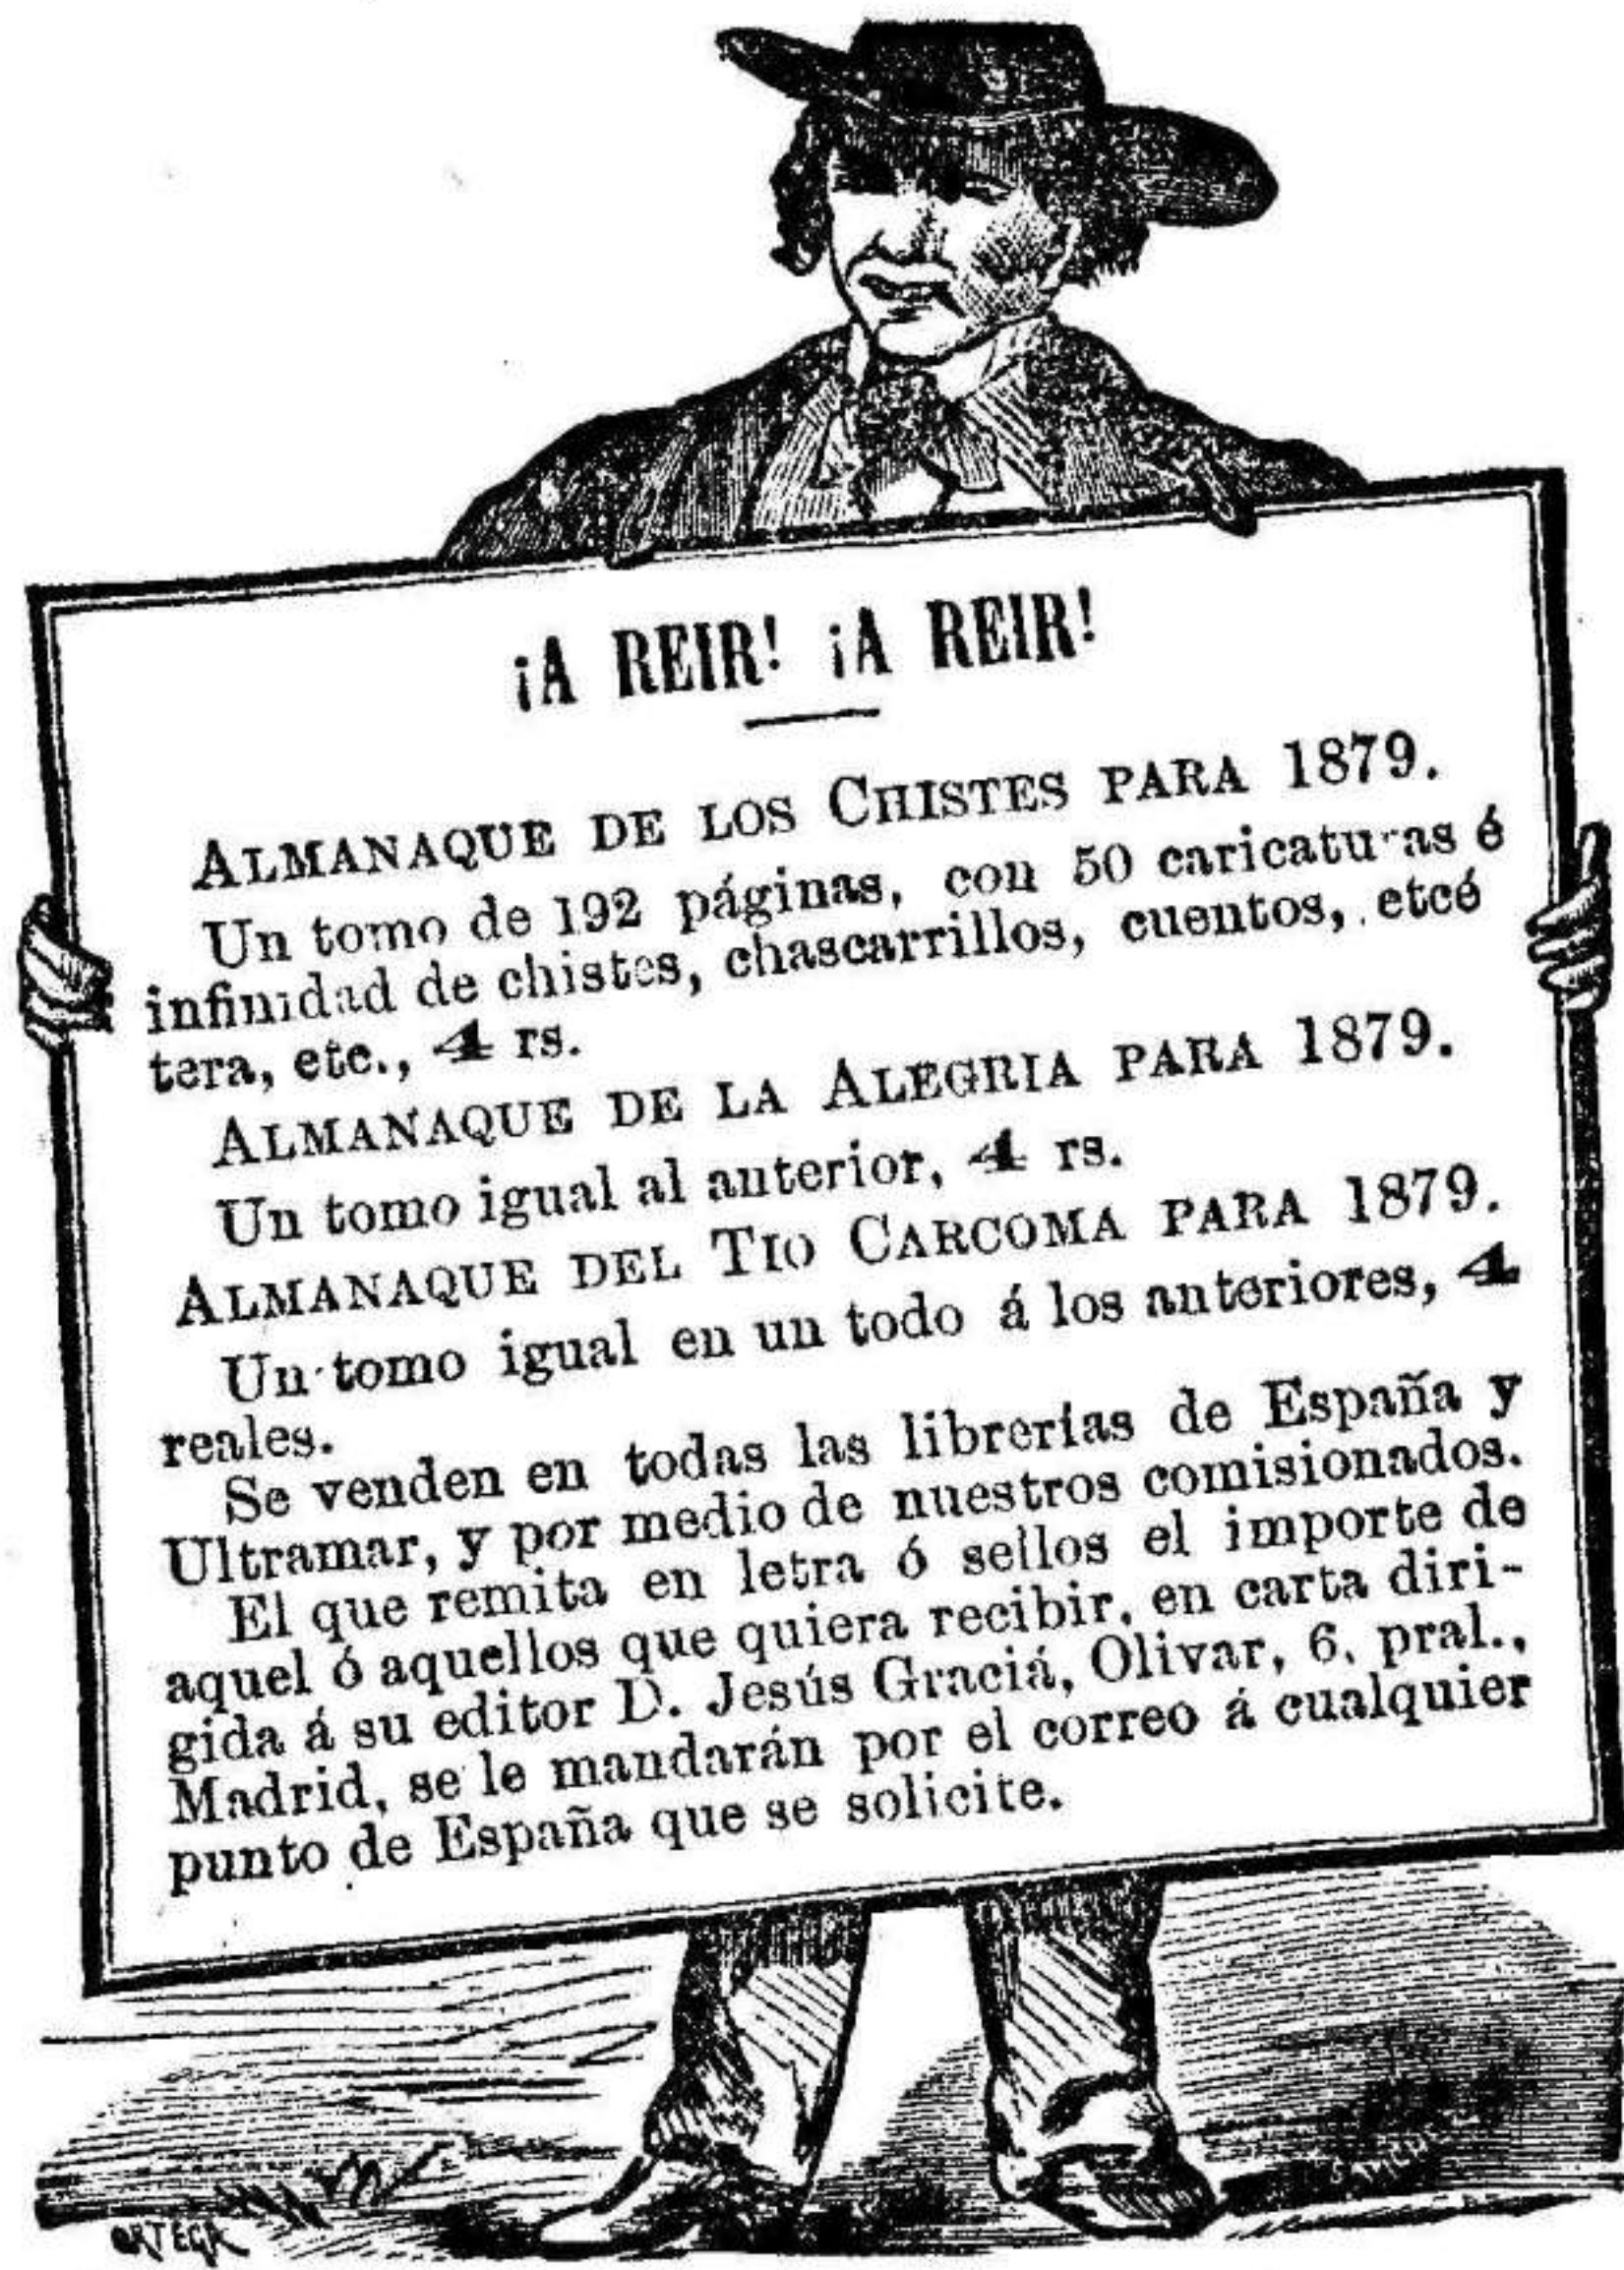 ¡A REIR! ¡A REIR!
ALMANAQUE DE LOS CHISTES PARA 1879.
Un tomo de 192 páginas, con 50 caricaturas é
infinidad de chistes, chascarrillos, cuentos, etcé
tera, etc., 4 rs.
ALMANAQUE DE LA ALEGRIA PARA 1879.
Un tomo igual al anterior, 4 rs.
ALMANAQUE DEL TIO CARCOMA PARA 1879.
Un tomo igual en un todo á los anteriores, 4
reales.
Se venden en todas las librerías de España y
Ultramar, y por medio de nuestros comisionados.
El que remita en letra ó sellos el importe de
aquel ó aquellos que quiera recibir, en carta diri-
gida á su editor D. Jesús Graciá, Olivar, 6, pral.,
Madrid, se le mandarán por el correo á cualquier
punto de España que se solicite.
ORTEGA